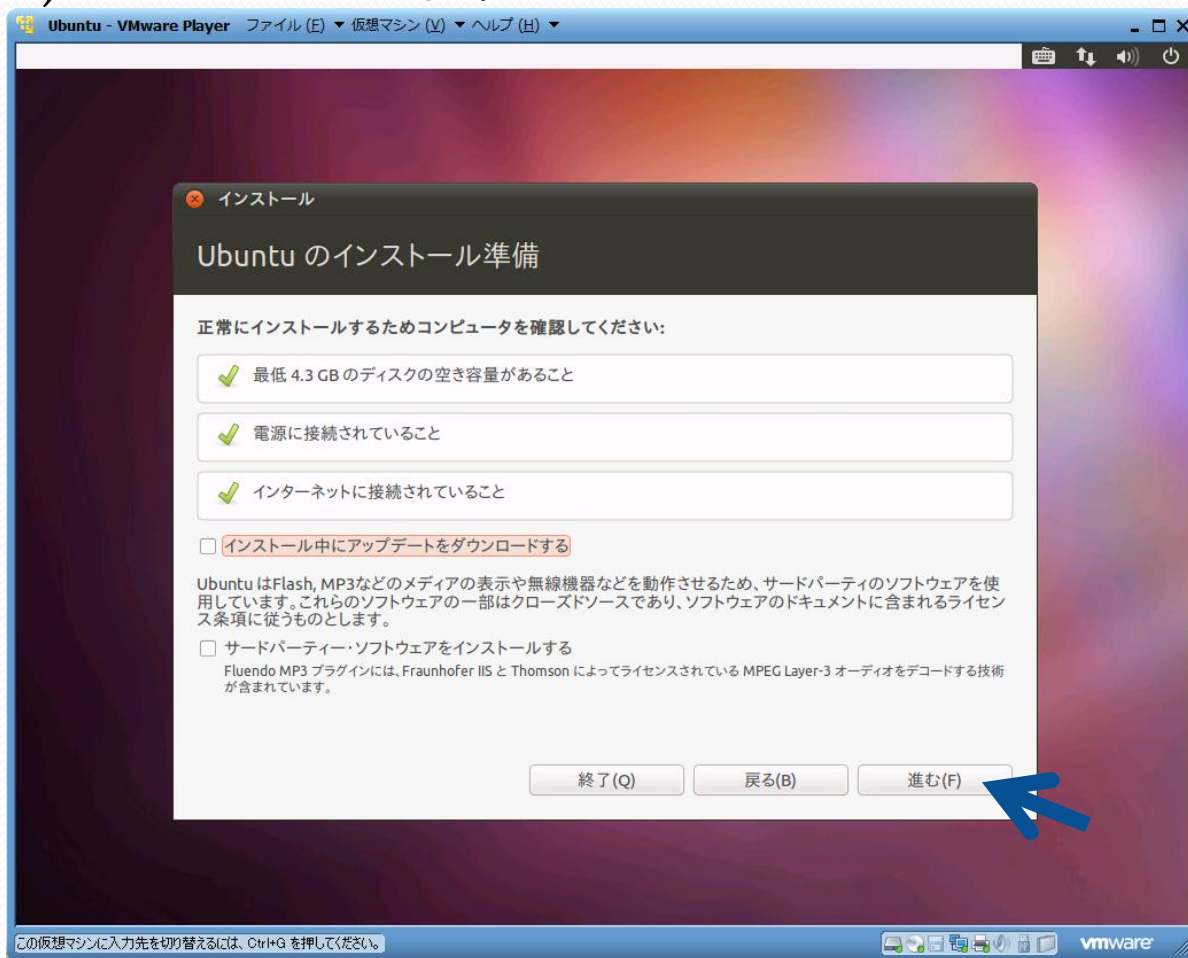 Ubuntu - VMware Player ファイル(F) ▼ 仮想マシン(V) ▼ ヘルプ(H) ▼
インストール
Ubuntu のインストール準備
正常にインストールするためコンピュータを確認してください:
最低 4.3 GB のディスクの空き容量があること
電源に接続されていること
インターネットに接続されていること
インストール中にアップデートをダウンロードする
Ubuntu はFlash, MP3などのメディアの表示や無線機器などを動作させるため、サードパーティのソフトウェアを使
用しています。これらのソフトウェアの一部はクローズドソースであり、ソフトウェアのドキュメントに含まれるライセン
ス条項に従うものとします。
サードパーティー・ソフトウェアをインストールする
Fluendo MP3 プラグインには、Fraunhofer IIS と Thomson によってライセンスされている MPEG Layer-3 オーディオをデコードする技術
が含まれています。
終了(Q) 戻る(B) 進む(F)
この仮想マシンに入力先を切り替えるには、Ctrl+G を押してください。 vmware